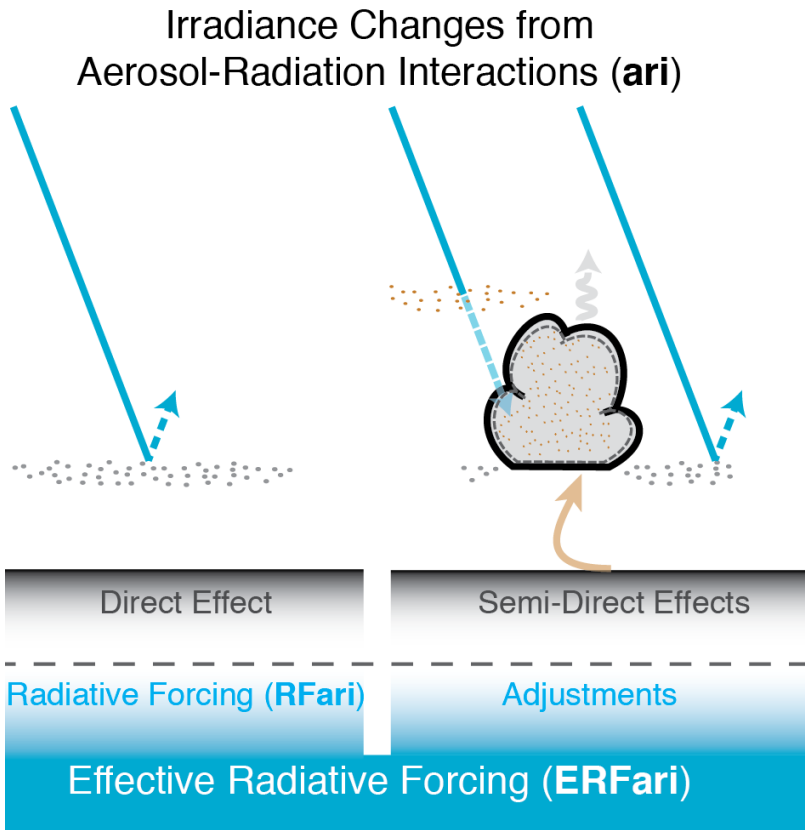 Irradiance Changes from
Aerosol-Radiation Interactions (ari)
Direct Effect
Semi-Direct Effects
Radiative Forcing (RFari)
Adjustments
Effective Radiative Forcing (ERFari)